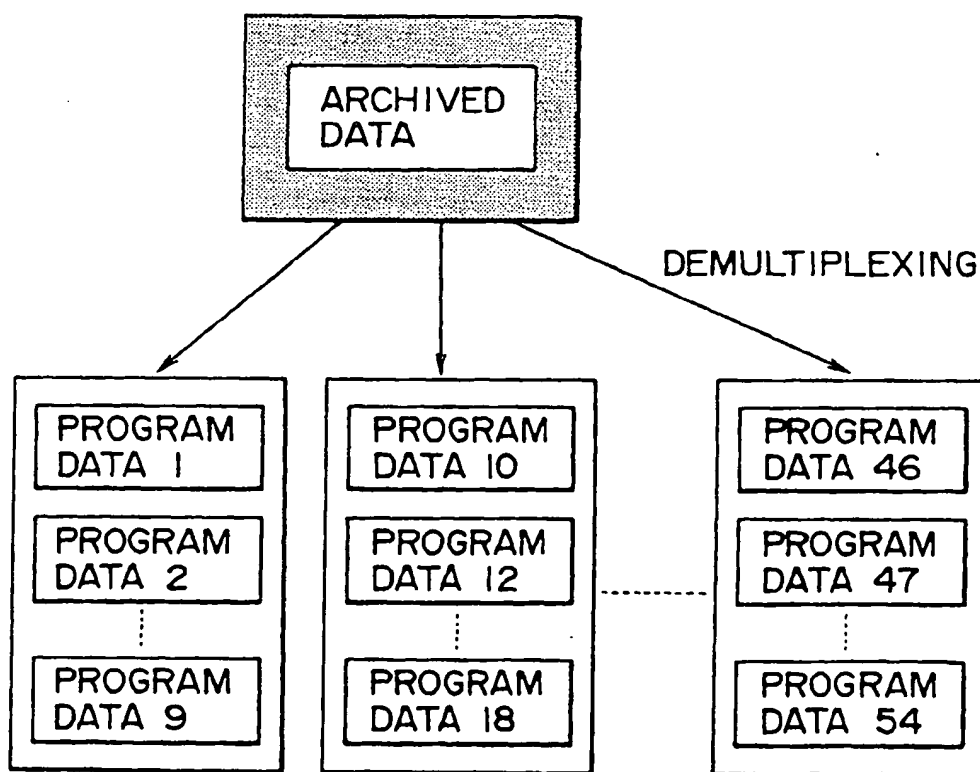 ARCHIVED
DATA
DEMULTIPLEXING
PROGRAM
DATA 1
PROGRAM
DATA 2
PROGRAM
DATA 9
PROGRAM
DATA 10
PROGRAM
DATA 12
PROGRAM
DATA 18
PROGRAM
DATA 46
PROGRAM
DATA 47
PROGRAM
DATA 54